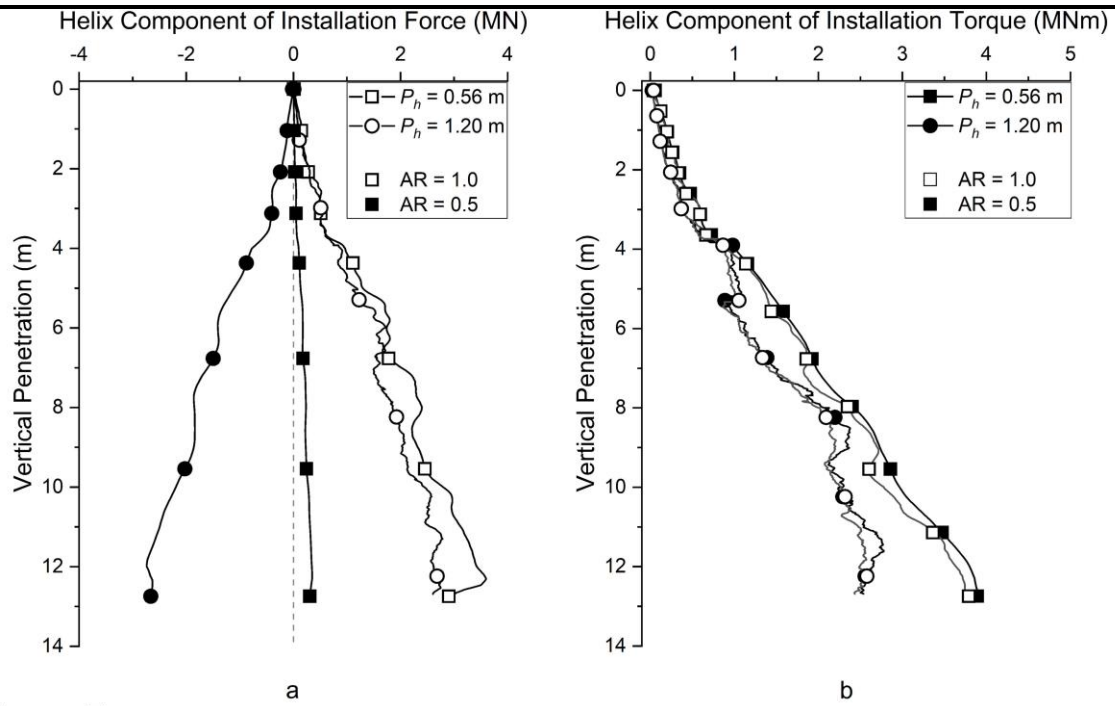 Helix Component of Installation Force (MN)
-4 -2 0 2 4
Vertical Penetration (m)
0
2
4
6
8
10
12
14
P_h = 0.56 m
P_h = 1.20 m
AR = 1.0
AR = 0.5
a
Helix Component of Installation Torque (MNm)
0 1 2 3 4 5
Vertical Penetration (m)
0
2
4
6
8
10
12
14
P_h = 0.56 m
P_h = 1.20 m
AR = 1.0
AR = 0.5
b